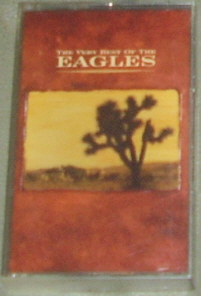 THE VERY BEST OF THE
EAGLES